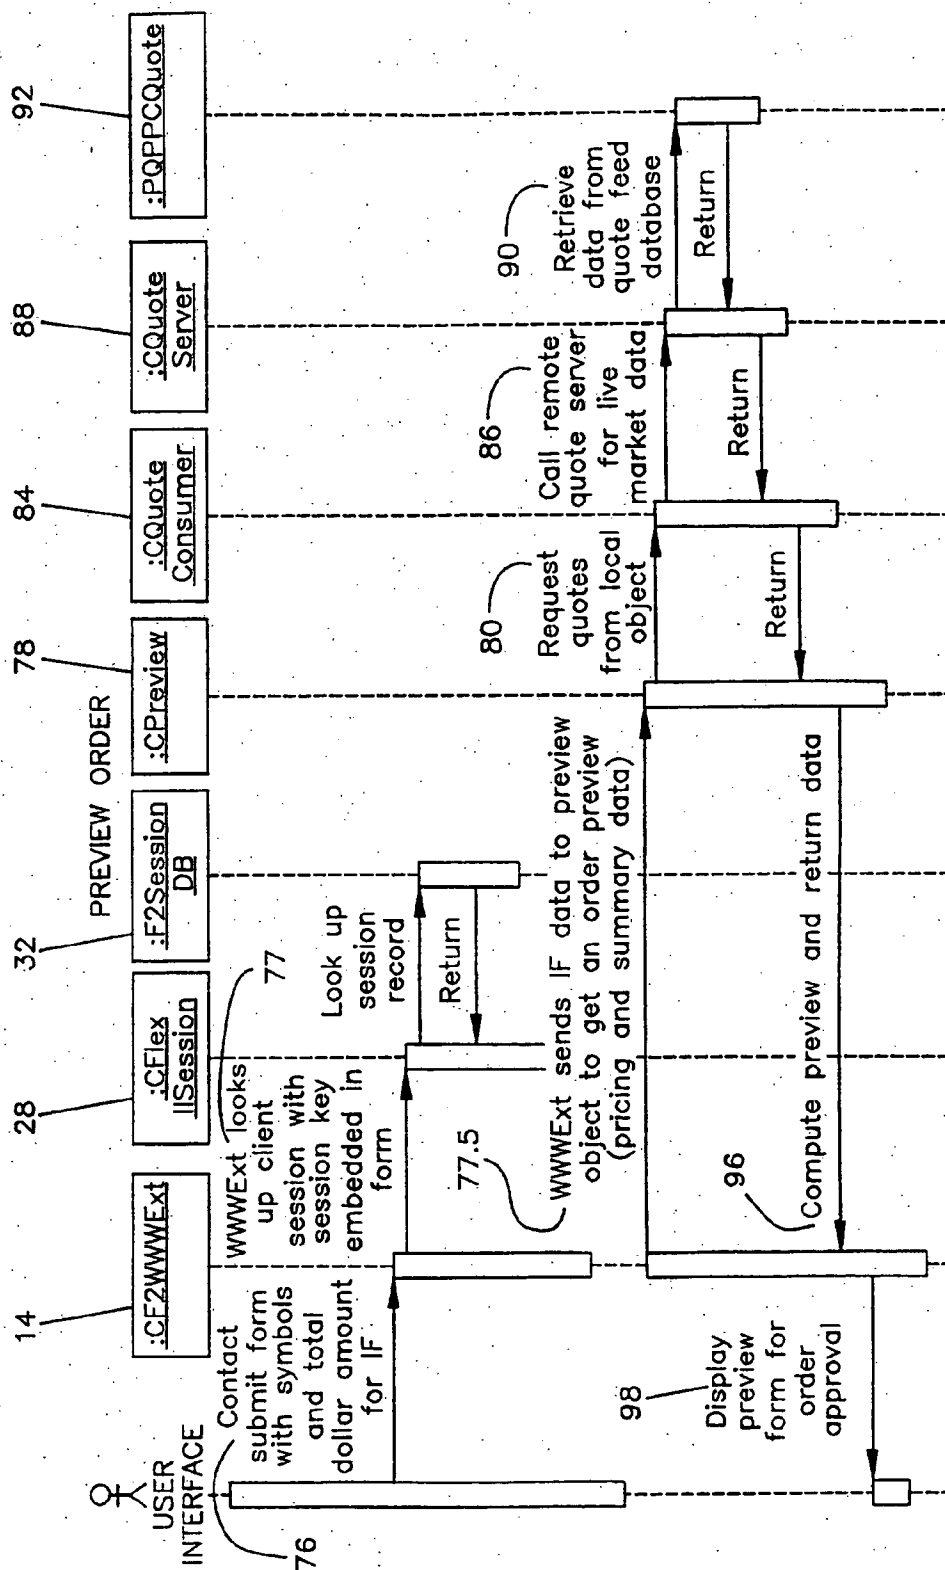 PREVIEW ORDER
USER
INTERFACE
14
:CF2WWWExt
28
:CFlex
IISession
32
:F2Session
DB
78
:CPreview
84
:CQuote
Consumer
88
:CQuote
Server
92
:PQPPCQuote
76
Contact
submit form
with symbols
and total
dollar amount
for IF
77
WWWExt looks
up client
session with
session key
embedded in
form
Look up
session
record
Return
77.5
WWWExt sends IF data to preview
object to get an order preview
(pricing and summary data)
80
Request
quotes
from local
object
86
Call remote
quote server
for live
market data
90
Retrieve
data from
quote feed
database
Return
Return
Return
96
Compute preview and return data
98
Display
preview
form for
order
approval